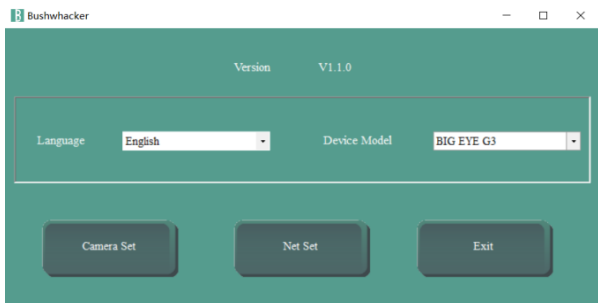 B Bushwhacker
Version V1.1.0
Language English Device Model BIG EYE G3
Camera Set Net Set Exit